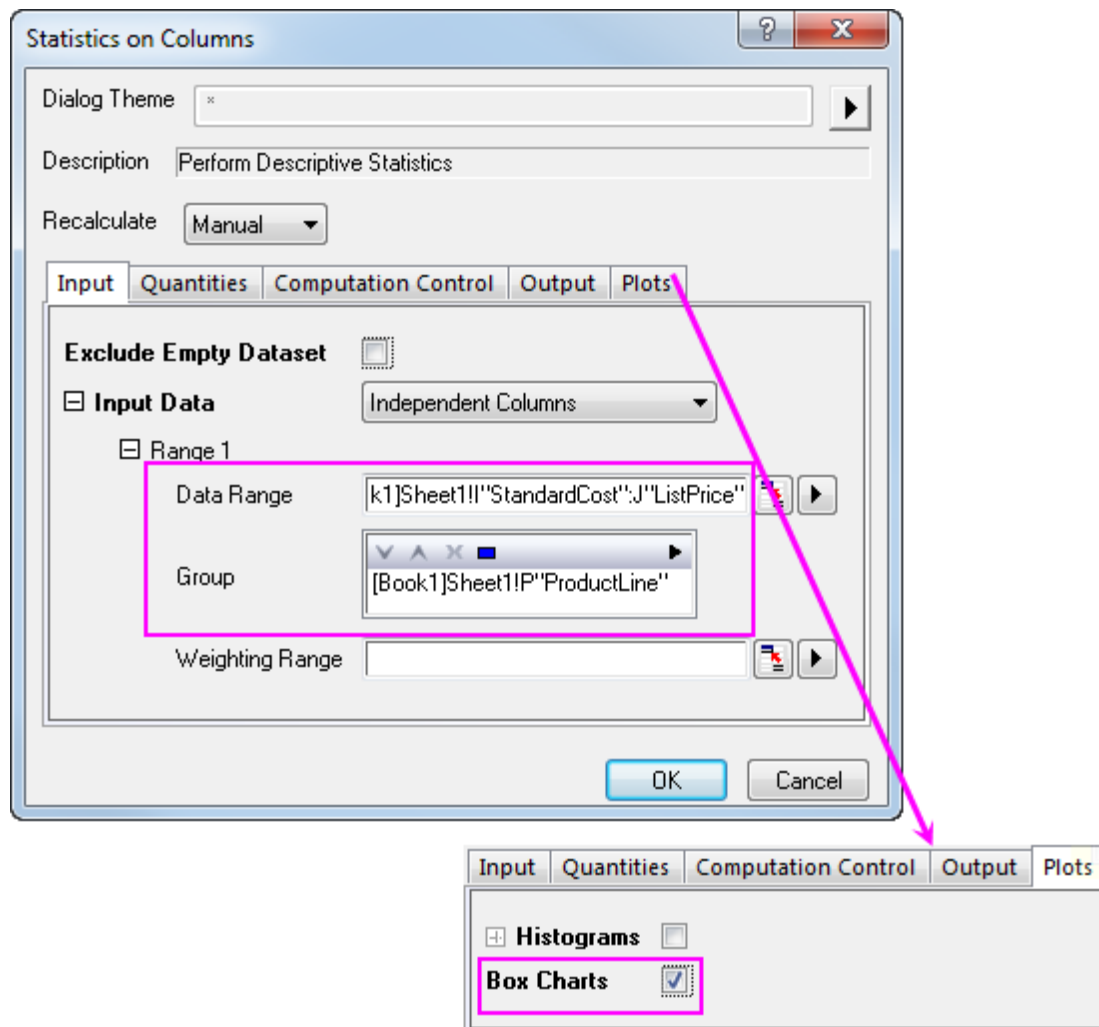 Statistics on Columns
?
Dialog Theme *
Description Perform Descriptive Statistics
Recalculate Manual
Input Quantities Computation Control Output Plots
Exclude Empty Dataset
Input Data Independent Columns
Range 1
Data Range k1]Sheet1!I"StandardCost":J"ListPrice"
Group [Book1]Sheet1!P"ProductLine"
Weighting Range
OK Cancel
Input Quantities Computation Control Output Plots
Histograms
Box Charts